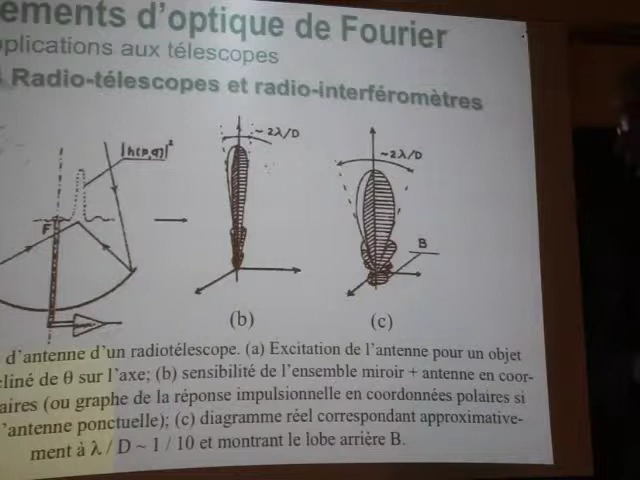 ements d'optique de Fourier
pplications aux télescopes
Radio-télescopes et radio-interféromètres
|h(p,q)|²
~2λ/D
~2λ/D
F
B
(b)
(c)
d'antenne d'un radiotélescope. (a) Excitation de l'antenne pour un objet
cliné de θ sur l'axe; (b) sensibilité de l'ensemble miroir + antenne en coor-
aires (ou graphe de la réponse impulsionnelle en coordonnées polaires si
l'antenne ponctuelle); (c) diagramme réel correspondant approximative-
ment à λ / D ~ 1 / 10 et montrant le lobe arrière B.